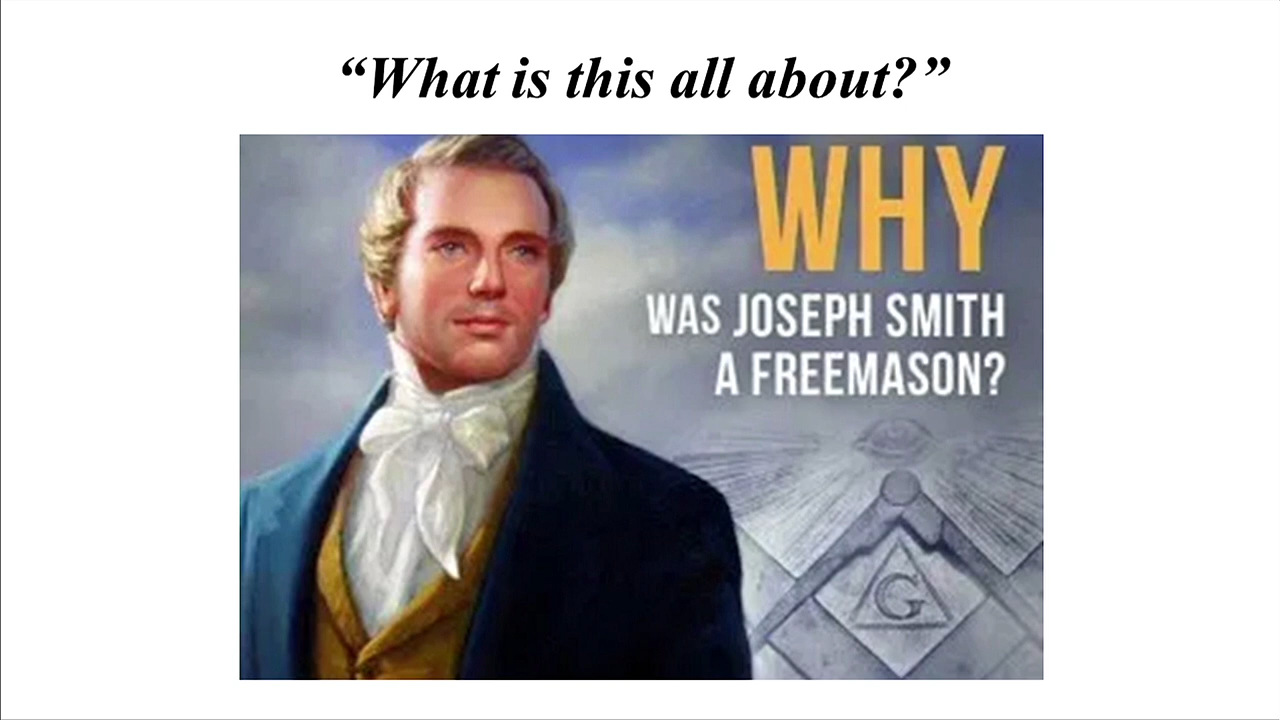 “What is this all about?”
WHY
WAS JOSEPH SMITH
A FREEMASON?
G